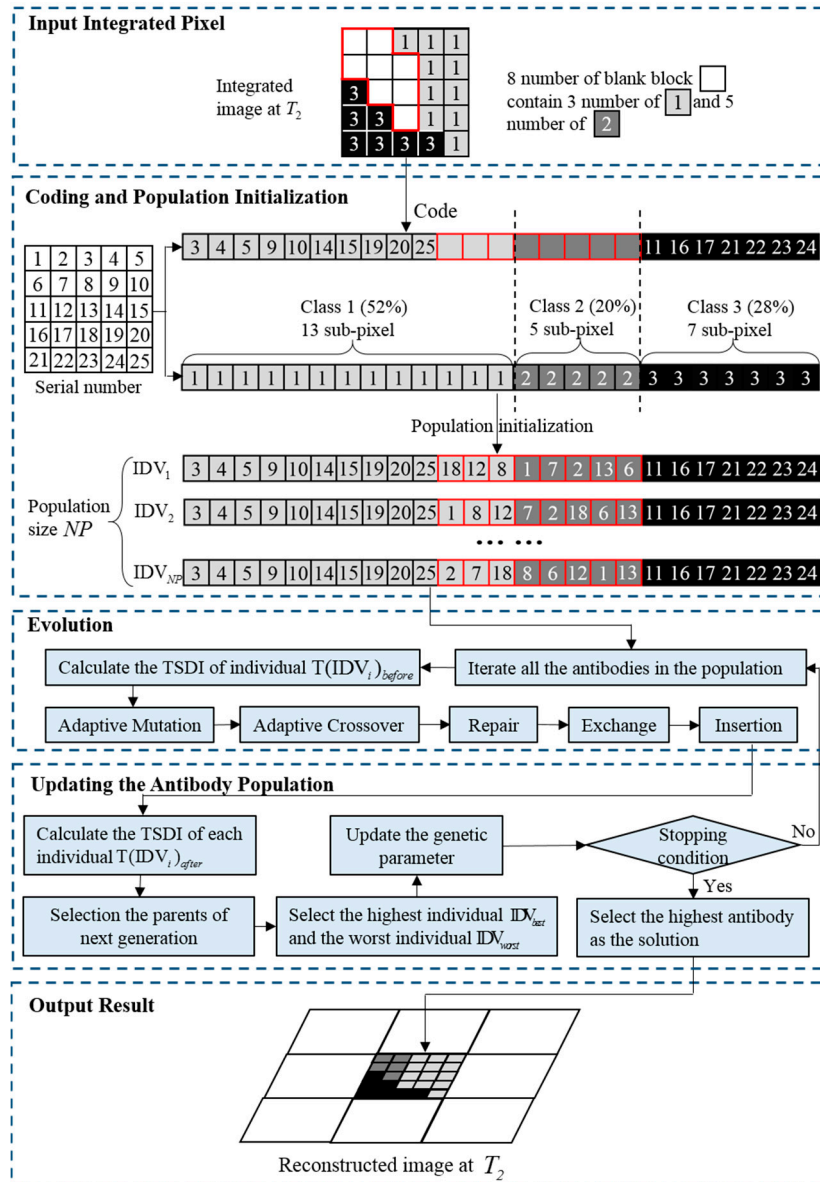 Input Integrated Pixel
1 1 1
Integrated
image at T2
1 1
1 1
3
3 3 1 1
3 3 3 3 1
8 number of blank block
contain 3 number of 1 and 5
number of 2
Coding and Population Initialization
Code
3 4 5 9 10 14 15 19 20 25 11 16 17 21 22 23 24
1 2 3 4 5
6 7 8 9 10
11 12 13 14 15
16 17 18 19 20
21 22 23 24 25
Serial number
Class 1 (52%)
13 sub-pixel
Class 2 (20%)
5 sub-pixel
Class 3 (28%)
7 sub-pixel
1 1 1 1 1 1 1 1 1 1 1 1 1 2 2 2 2 2 3 3 3 3 3 3 3
Population initialization
Population
size NP
IDV1 3 4 5 9 10 14 15 19 20 25 18 12 8 1 7 2 13 6 11 16 17 21 22 23 24
IDV2 3 4 5 9 10 14 15 19 20 25 1 8 12 7 2 18 6 13 11 16 17 21 22 23 24
... ...
IDVNP 3 4 5 9 10 14 15 19 20 25 2 7 18 8 6 12 1 13 11 16 17 21 22 23 24
Evolution
Calculate the TSDI of individual T(IDVi)before
Iterate all the antibodies in the population
Adaptive Mutation
Adaptive Crossover
Repair
Exchange
Insertion
Updating the Antibody Population
Calculate the TSDI of each
individual T(IDVi)after
Update the genetic
parameter
Stopping
condition
No
Yes
Selection the parents of
next generation
Select the highest individual IDVbest
and the worst individual IDVworst
Select the highest antibody
as the solution
Output Result
Reconstructed image at T2